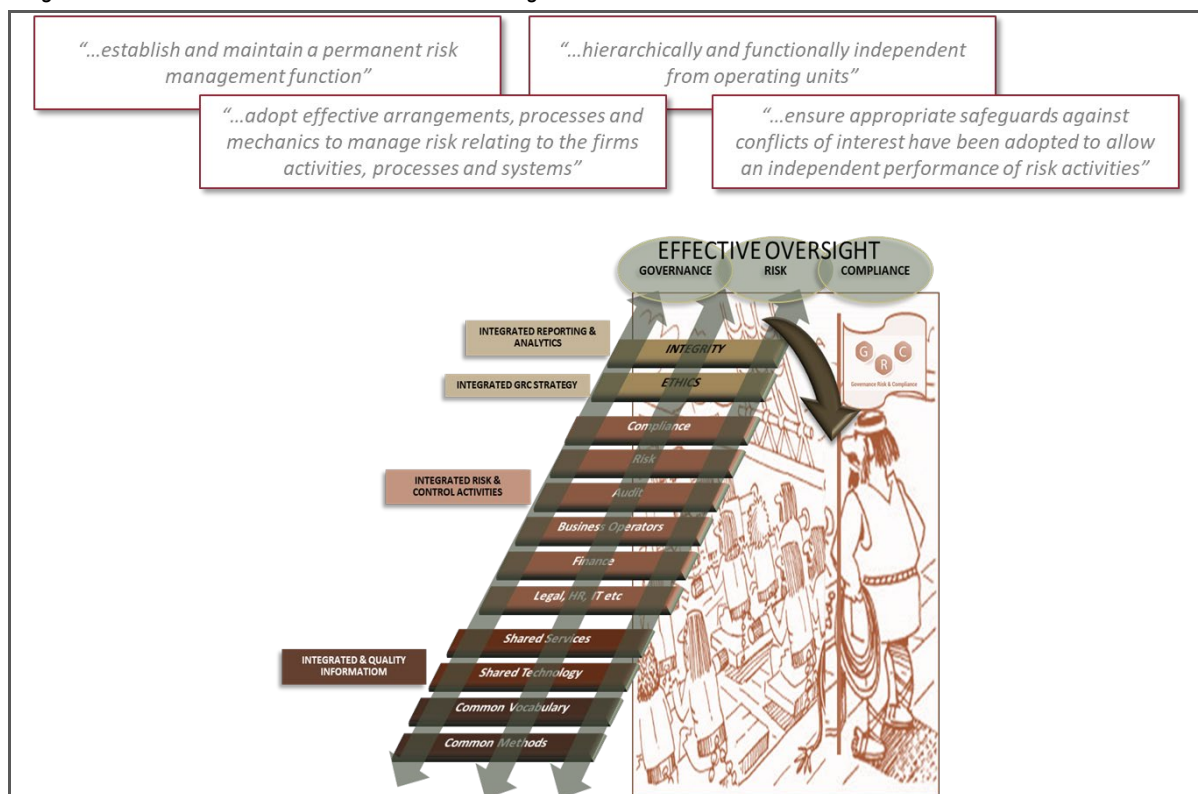 “...establish and maintain a permanent risk
management function”
“...hierarchically and functionally independent
from operating units”
“...adopt effective arrangements, processes and
mechanics to manage risk relating to the firms
activities, processes and systems”
“...ensure appropriate safeguards against
conflicts of interest have been adopted to allow
an independent performance of risk activities”
EFFECTIVE OVERSIGHT
GOVERNANCE
RISK
COMPLIANCE
INTEGRATED REPORTING &
ANALYTICS
INTEGRITY
G
R
C
Governance Risk & Compliance
INTEGRATED GRC STRATEGY
ETHICS
Compliance
Risk
INTEGRATED RISK &
CONTROL ACTIVITIES
Audit
Business Operators
Finance
Legal, HR, IT etc
Shared Services
INTEGRATED & QUALITY
INFORMATIOM
Shared Technology
Common Vocabulary
Common Methods